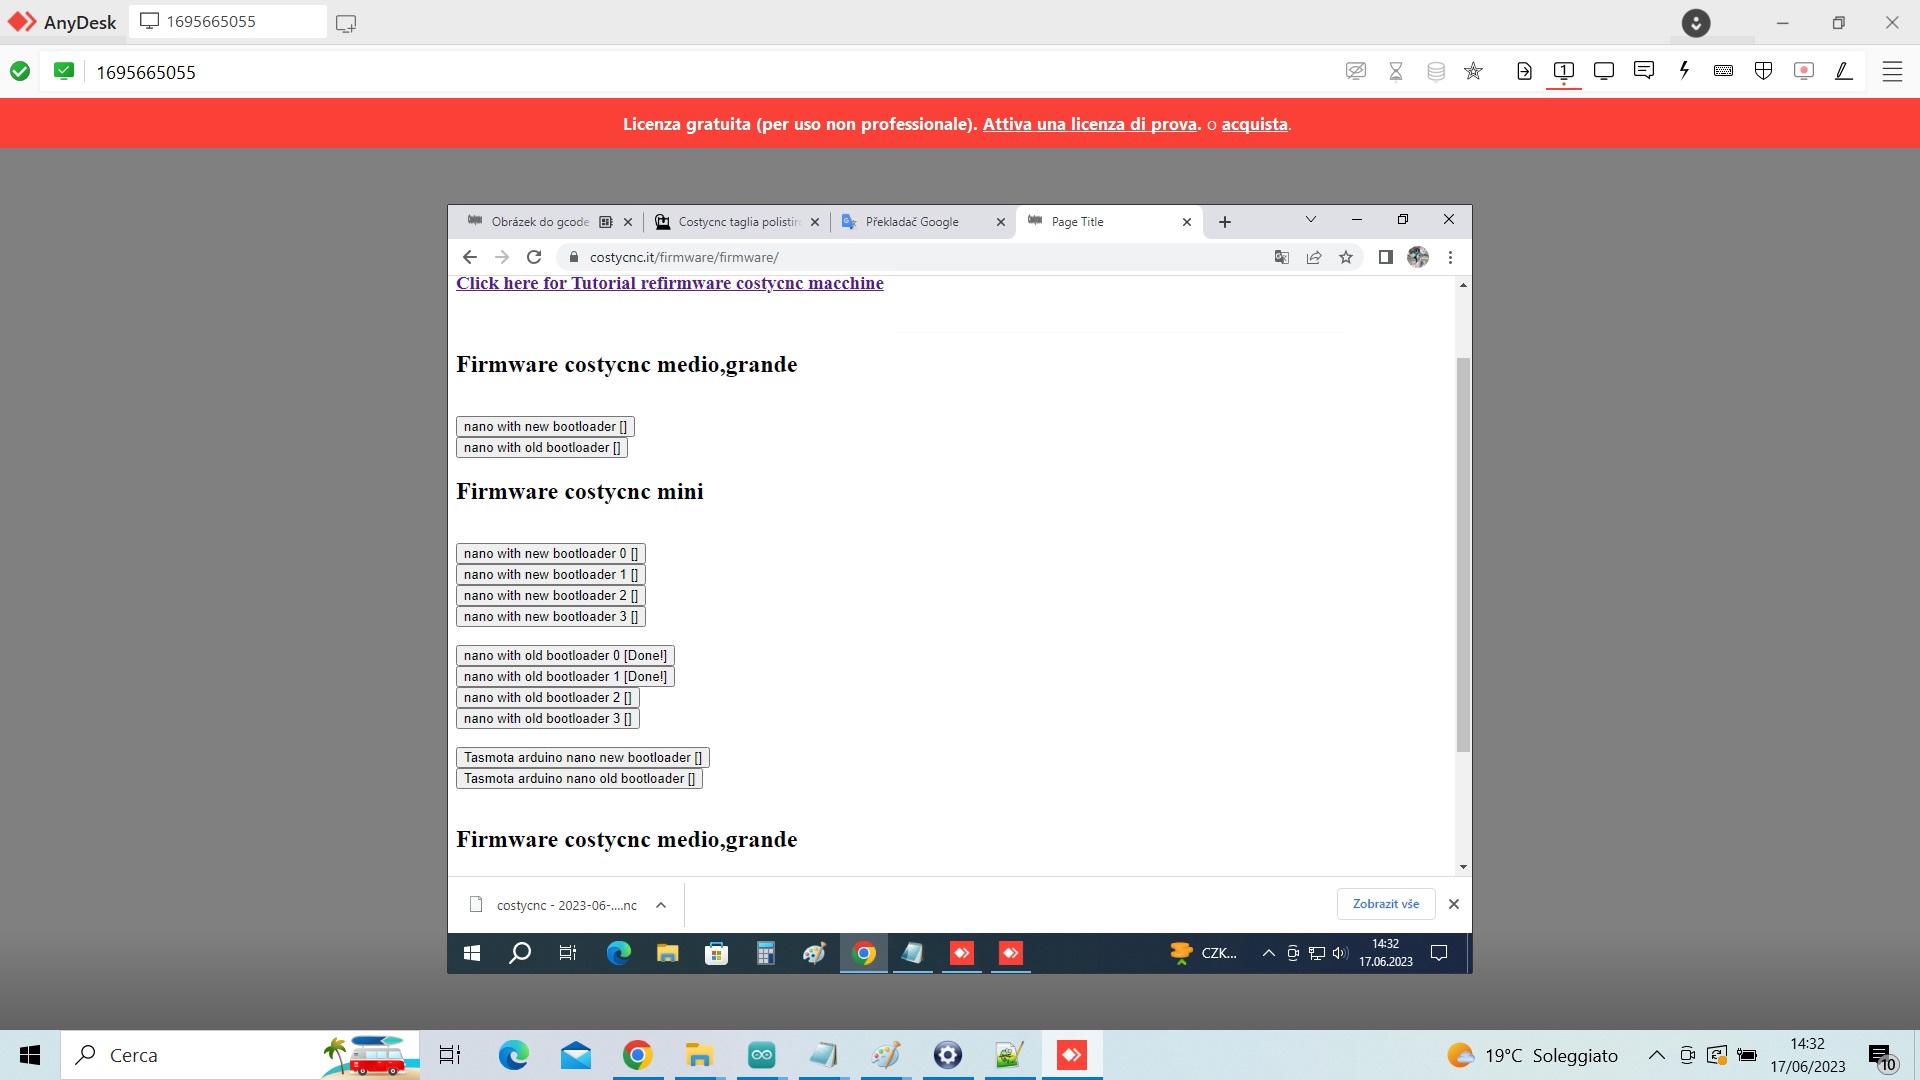 AnyDesk
1695665055
1695665055
1
Licenza gratuita (per uso non professionale). Attiva una licenza di prova. o acquista.
Obrázek do gcode
Costycnc taglia polistiro
Překladač Google
Page Title
costycnc.it/firmware/firmware/
Click here for Tutorial refirmware costycnc macchine
Firmware costycnc medio,grande
nano with new bootloader []
nano with old bootloader []
Firmware costycnc mini
nano with new bootloader 0 []
nano with new bootloader 1 []
nano with new bootloader 2 []
nano with new bootloader 3 []
nano with old bootloader 0 [Done!]
nano with old bootloader 1 [Done!]
nano with old bootloader 2 []
nano with old bootloader 3 []
Tasmota arduino nano new bootloader []
Tasmota arduino nano old bootloader []
Firmware costycnc medio,grande
costycnc - 2023-06-....nc
Zobrazit vše
CZK...
14:32
17.06.2023
Cerca
19°C Soleggiato
14:32
17/06/2023
10